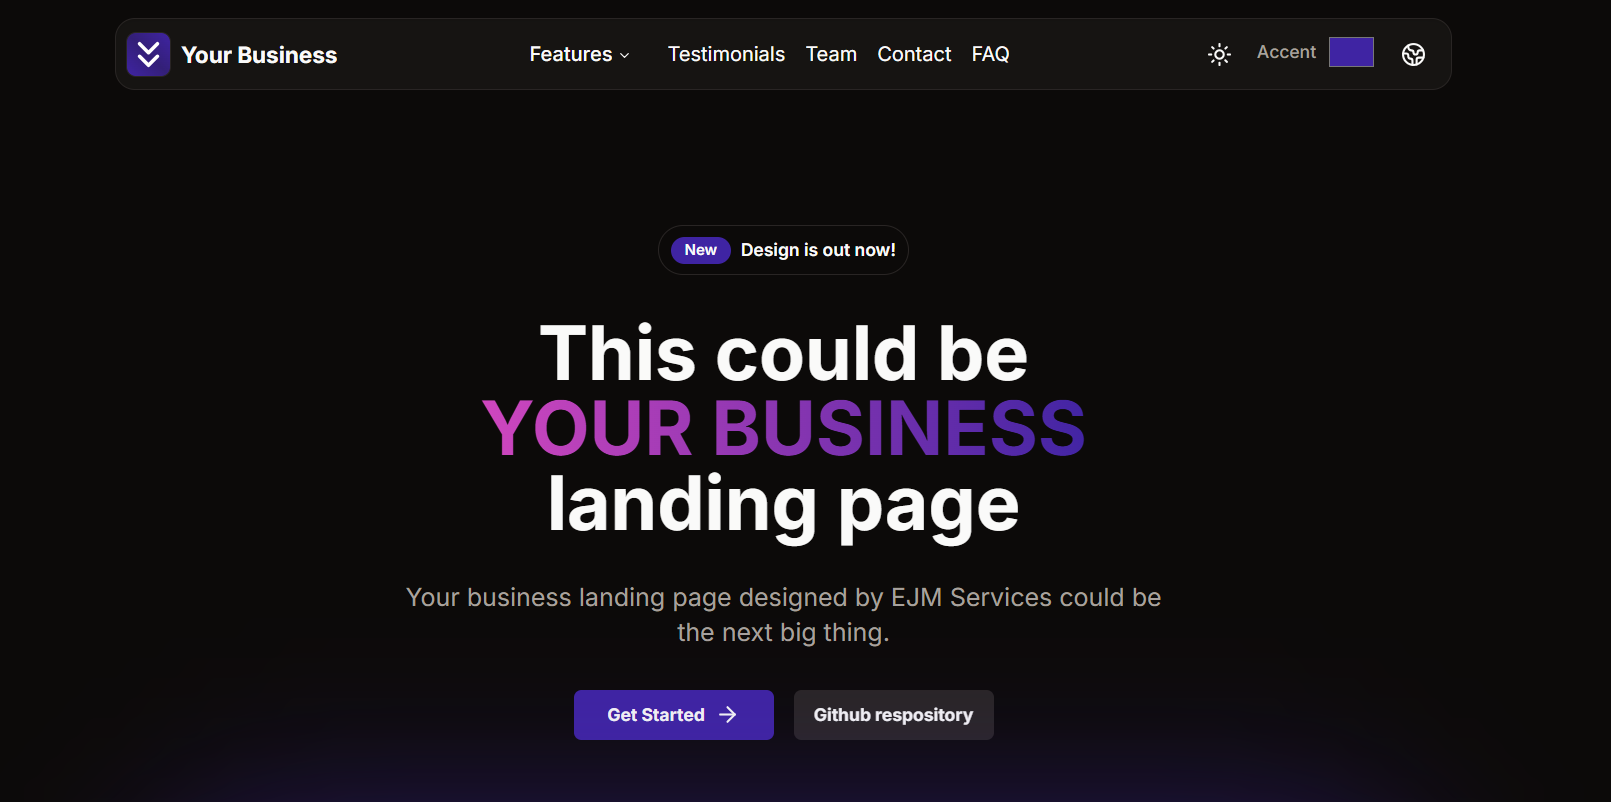 Your Business
Features
Testimonials
Team
Contact
FAQ
Accent
New
Design is out now!
This could be
YOUR BUSINESS
landing page
Your business landing page designed by EJM Services could be
the next big thing.
Get Started
Github respository